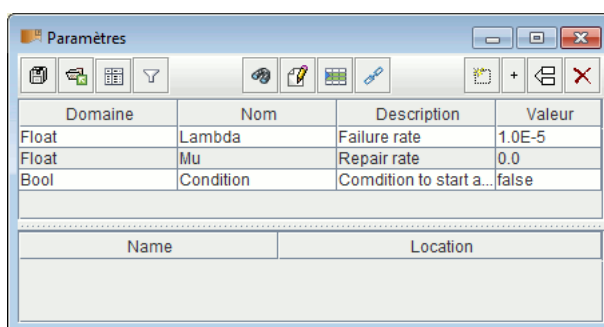 Paramètres
+
Domaine Nom Description Valeur
Float Lambda Failure rate 1.0E-5
Float Mu Repair rate 0.0
Bool Condition Comdition to start a... false
Name Location